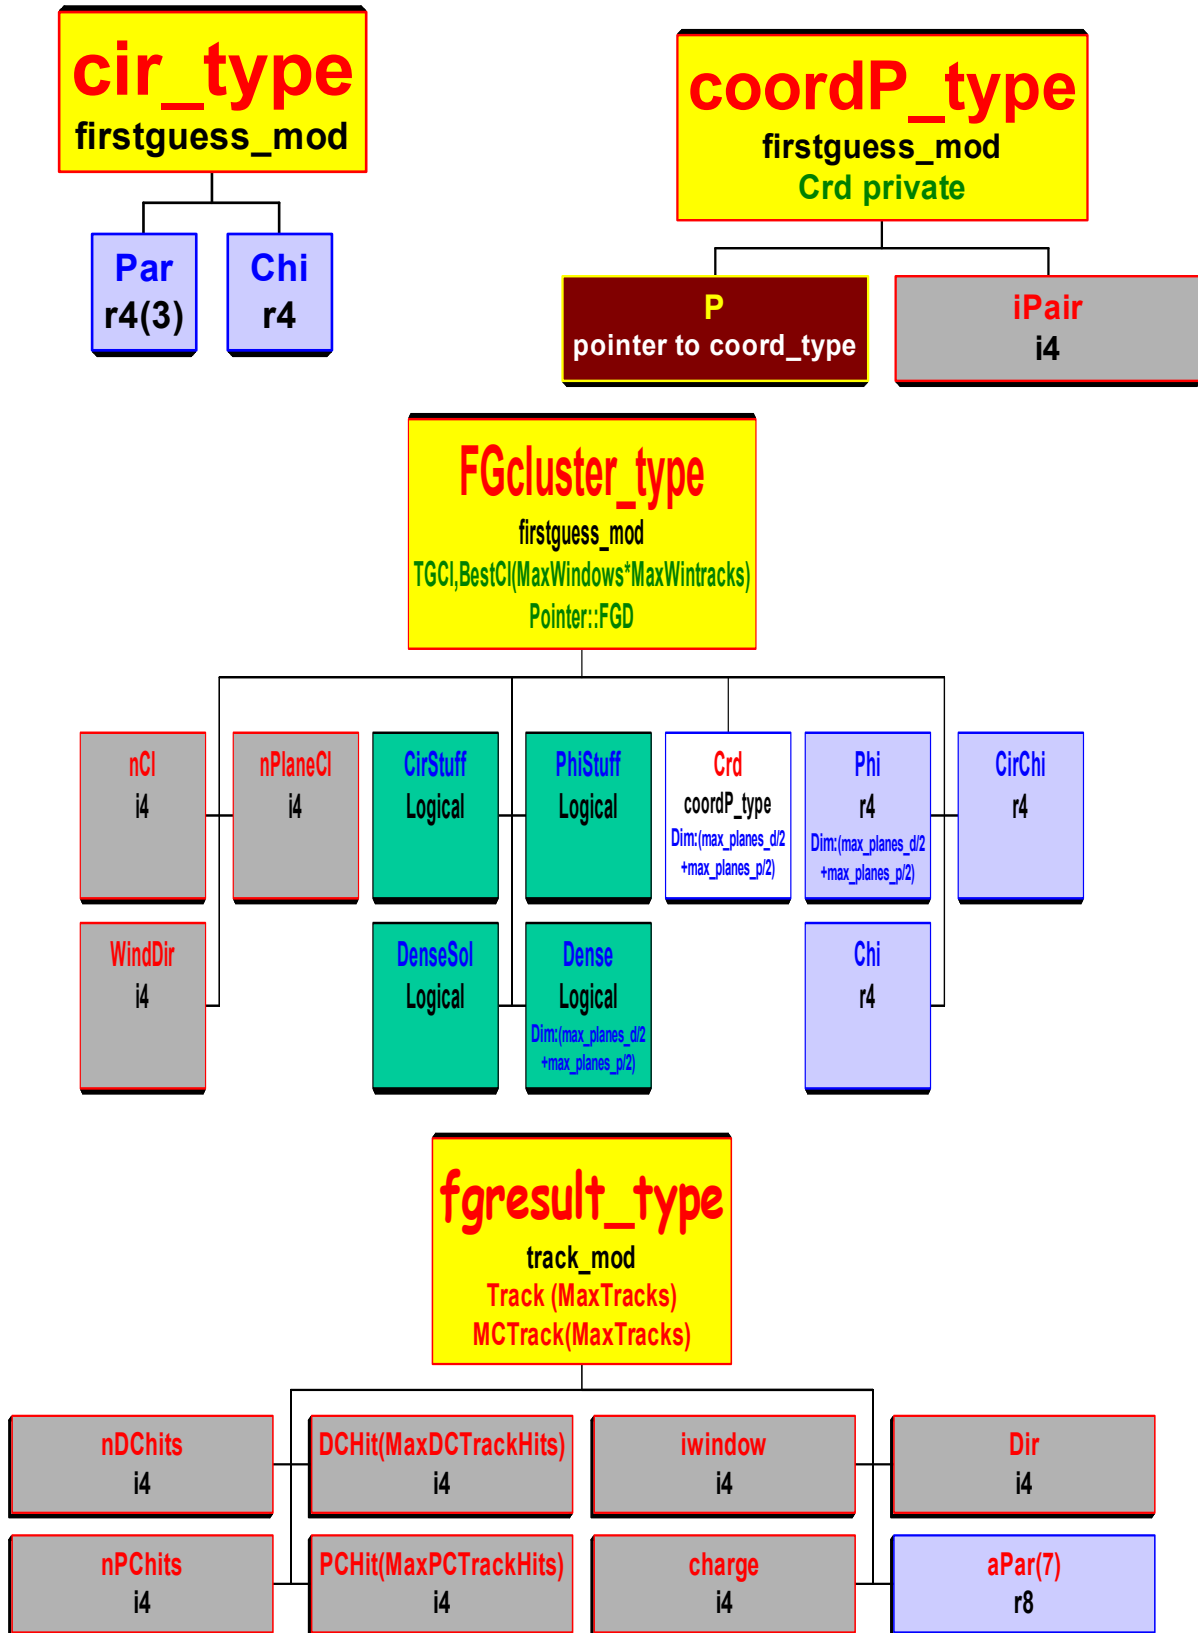 cir_type
firstguess_mod
Par
r4(3)
Chi
r4
coordP_type
firstguess_mod
Crd private
P
pointer to coord_type
iPair
i4
FGcluster_type
firstguess_mod
TGCl,BestCl(MaxWindows*MaxWintracks)
Pointer::FGD
nCl
i4
nPlaneCl
i4
CirStuff
Logical
PhiStuff
Logical
Crd
coordP_type
Dim:(max_planes_d/2
+max_planes_p/2)
Phi
r4
Dim:(max_planes_d/2
+max_planes_p/2)
CirChi
r4
WindDir
i4
DenseSol
Logical
Dense
Logical
Dim:(max_planes_d/2
+max_planes_p/2)
Chi
r4
fgresult_type
track_mod
Track (MaxTracks)
MCTrack(MaxTracks)
nDChits
i4
DCHit(MaxDCTrackHits)
i4
iwindow
i4
Dir
i4
nPChits
i4
PCHit(MaxPCTrackHits)
i4
charge
i4
aPar(7)
r8